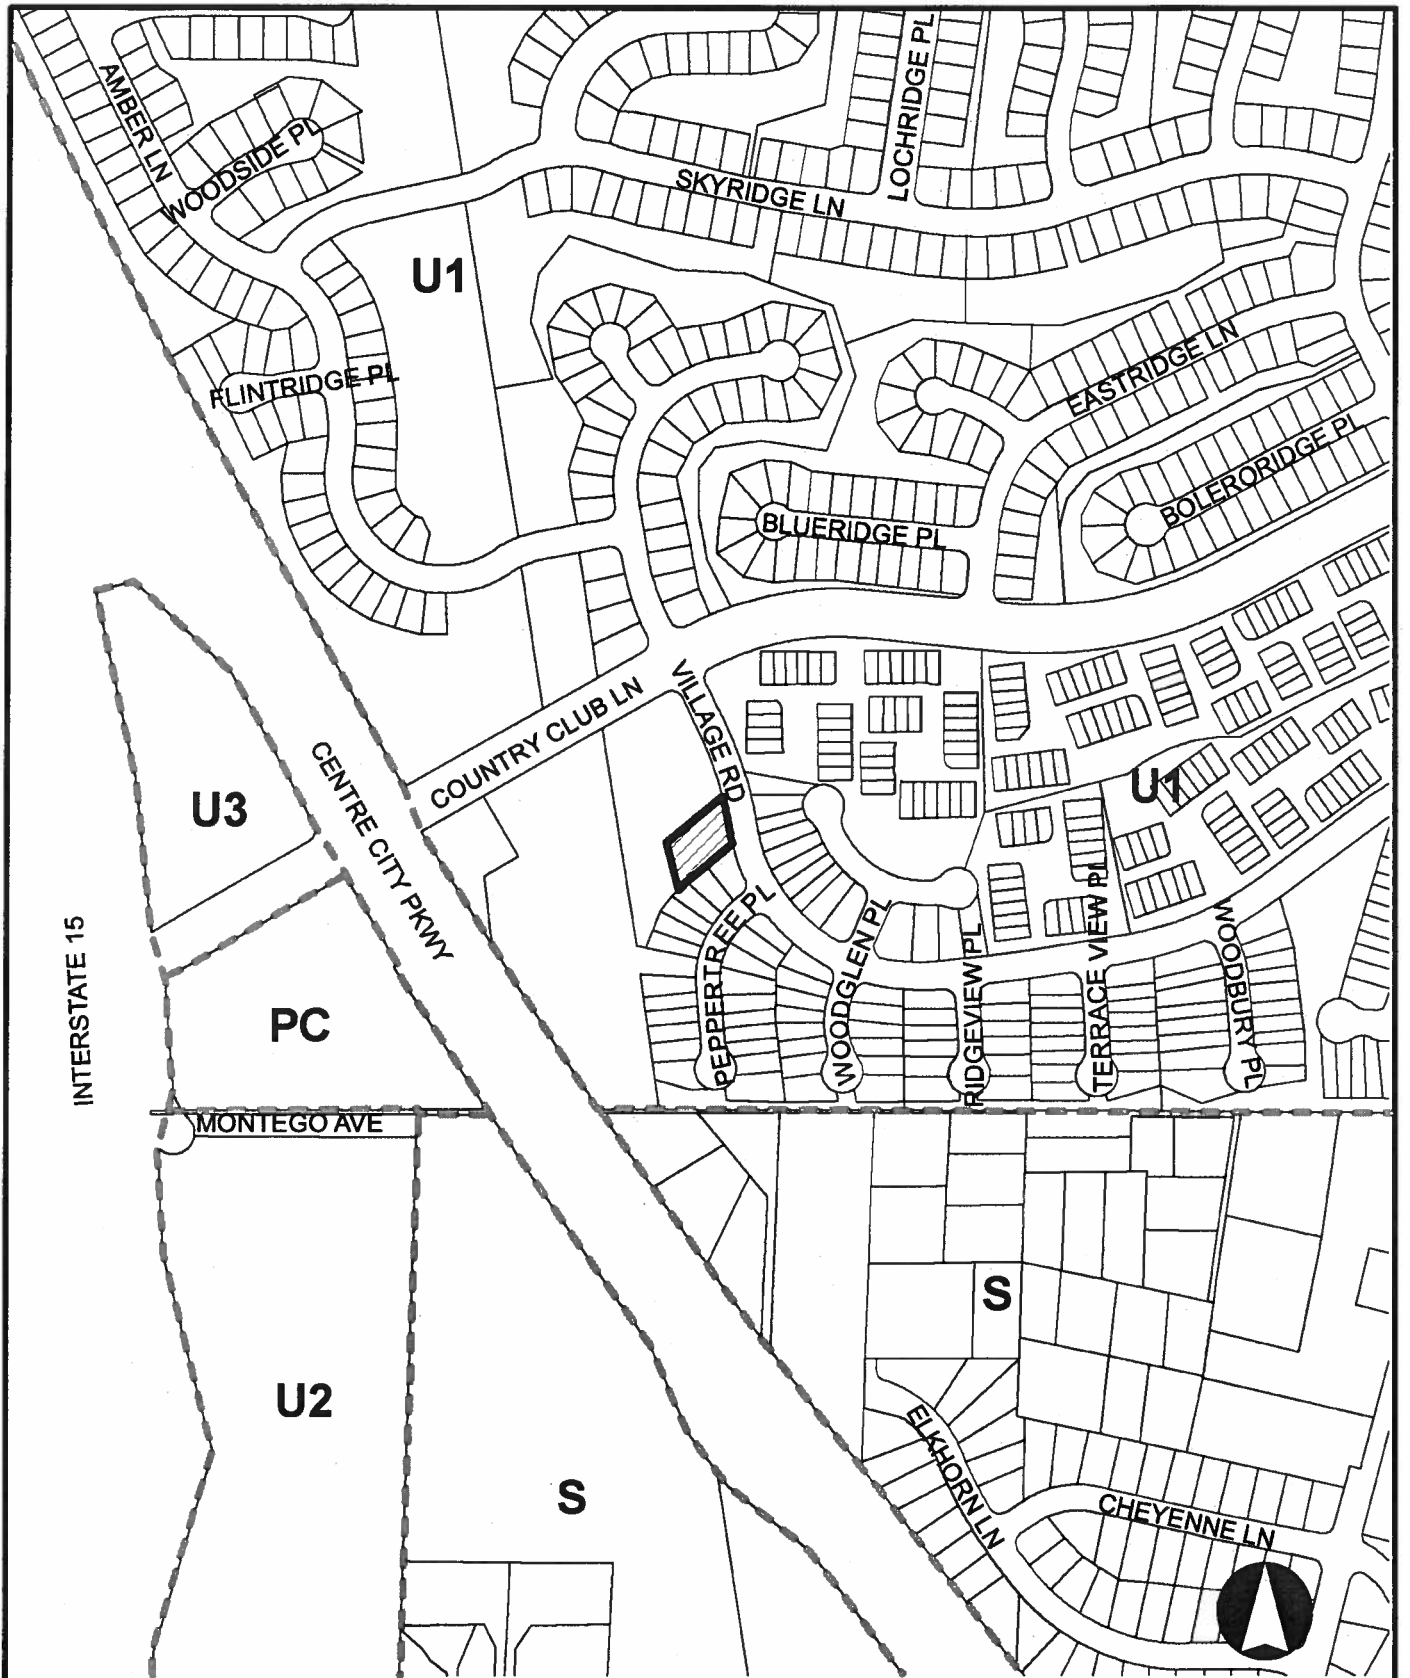 AMBER LN
WOODSIDE PL
LOCHRIDGE PL
SKYRIDGE LN
U1
FLINTRIDGE PL
EASTRIDGE LN
BOLERORIDGE PL
BLUERIDGE PL
COUNTRY CLUB LN
VILLAGE RD
U3
CENTRE CITY PKWY
U1
INTERSTATE 15
PC
PEPPERTREE PL
WOODGLEN PL
RIDGEVIEW PL
TERRACE VIEW PL
WOODBURY PL
MONTEGO AVE
S
U2
S
ELKHORN LN
CHEYENNE LN